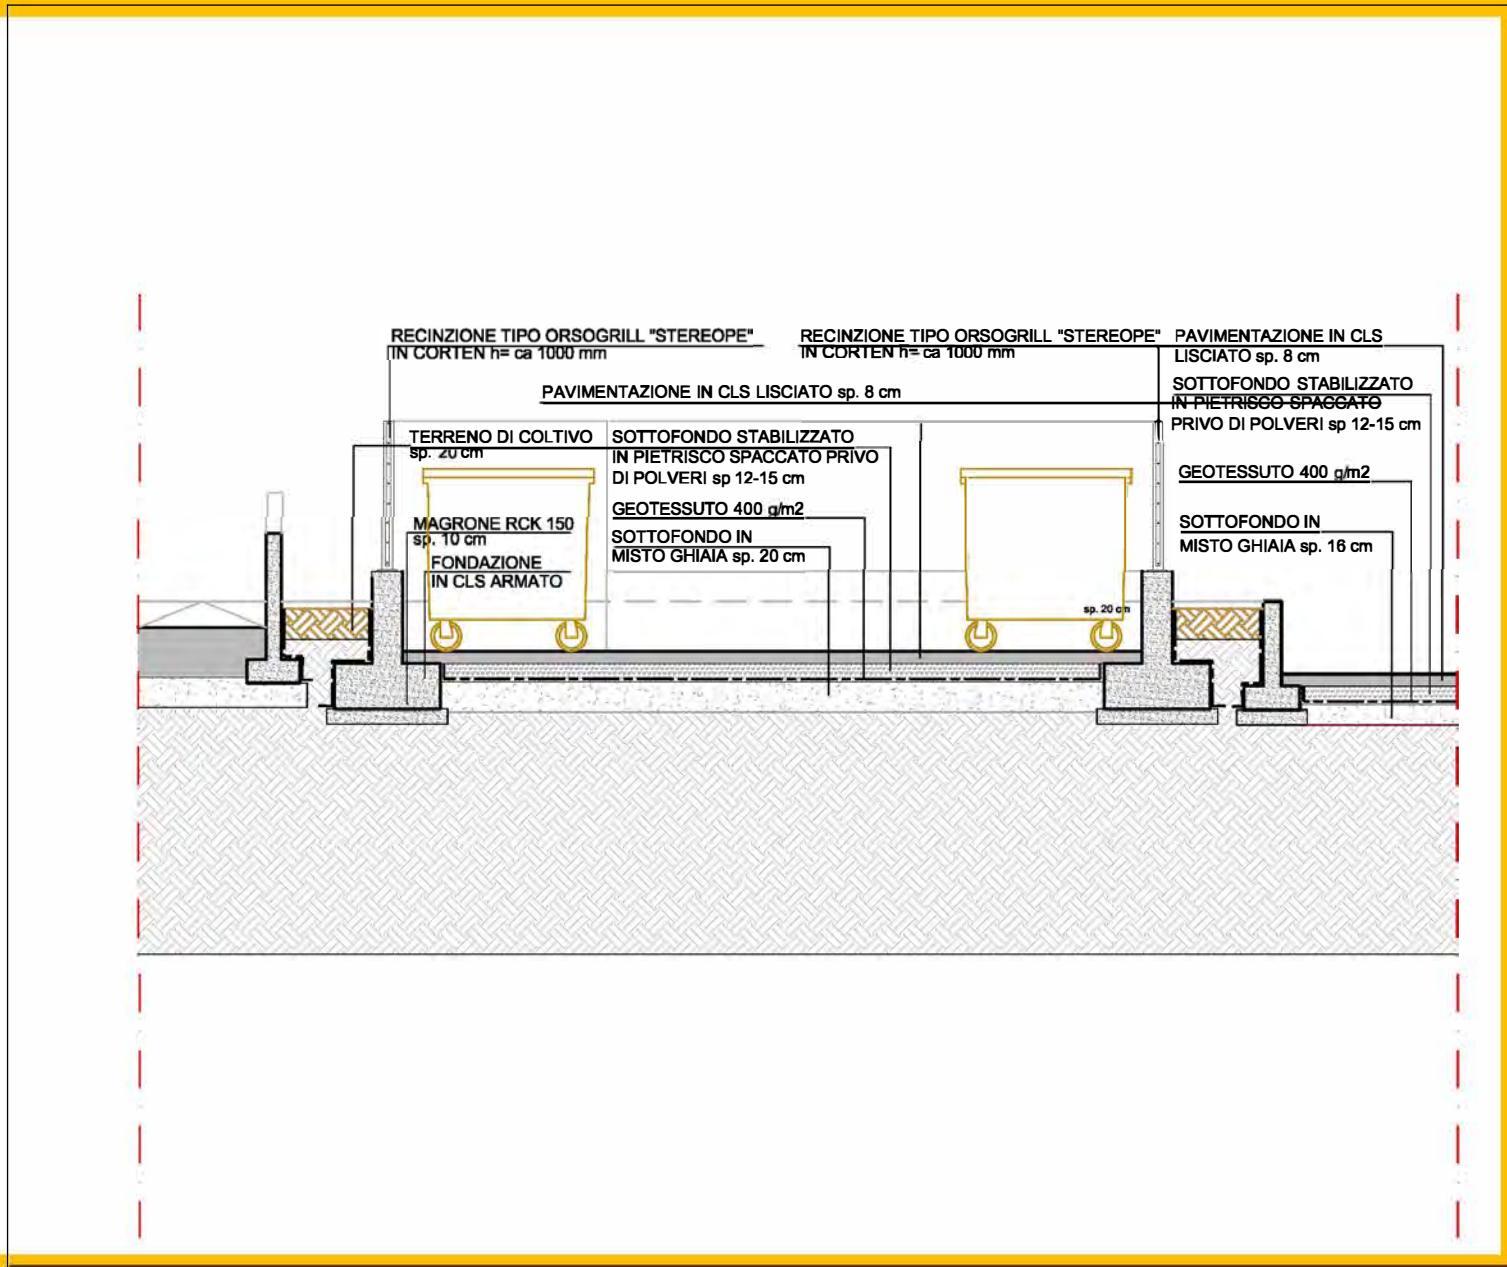 RECINZIONE TIPO ORSOGRILL "STEREOPE"
IN CORTEN h= ca 1000 mm
RECINZIONE TIPO ORSOGRILL "STEREOPE"
IN CORTEN h= ca 1000 mm
PAVIMENTAZIONE IN CLS
LISCIATO sp. 8 cm
PAVIMENTAZIONE IN CLS LISCIATO sp. 8 cm
SOTTOFONDO STABILIZZATO
IN PIETRISCO SPACCATO
PRIVO DI POLVERI sp 12-15 cm
TERRENO DI COLTIVO
sp. 20 cm
SOTTOFONDO STABILIZZATO
IN PIETRISCO SPACCATO PRIVO
DI POLVERI sp 12-15 cm
GEOTESSUTO 400 g/m2
GEOTESSUTO 400 g/m2
MAGRONE RCK 150
sp. 10 cm
SOTTOFONDO IN
MISTO GHIAIA sp. 20 cm
SOTTOFONDO IN
MISTO GHIAIA sp. 16 cm
FONDAZIONE
IN CLS ARMATO
sp. 20 cm